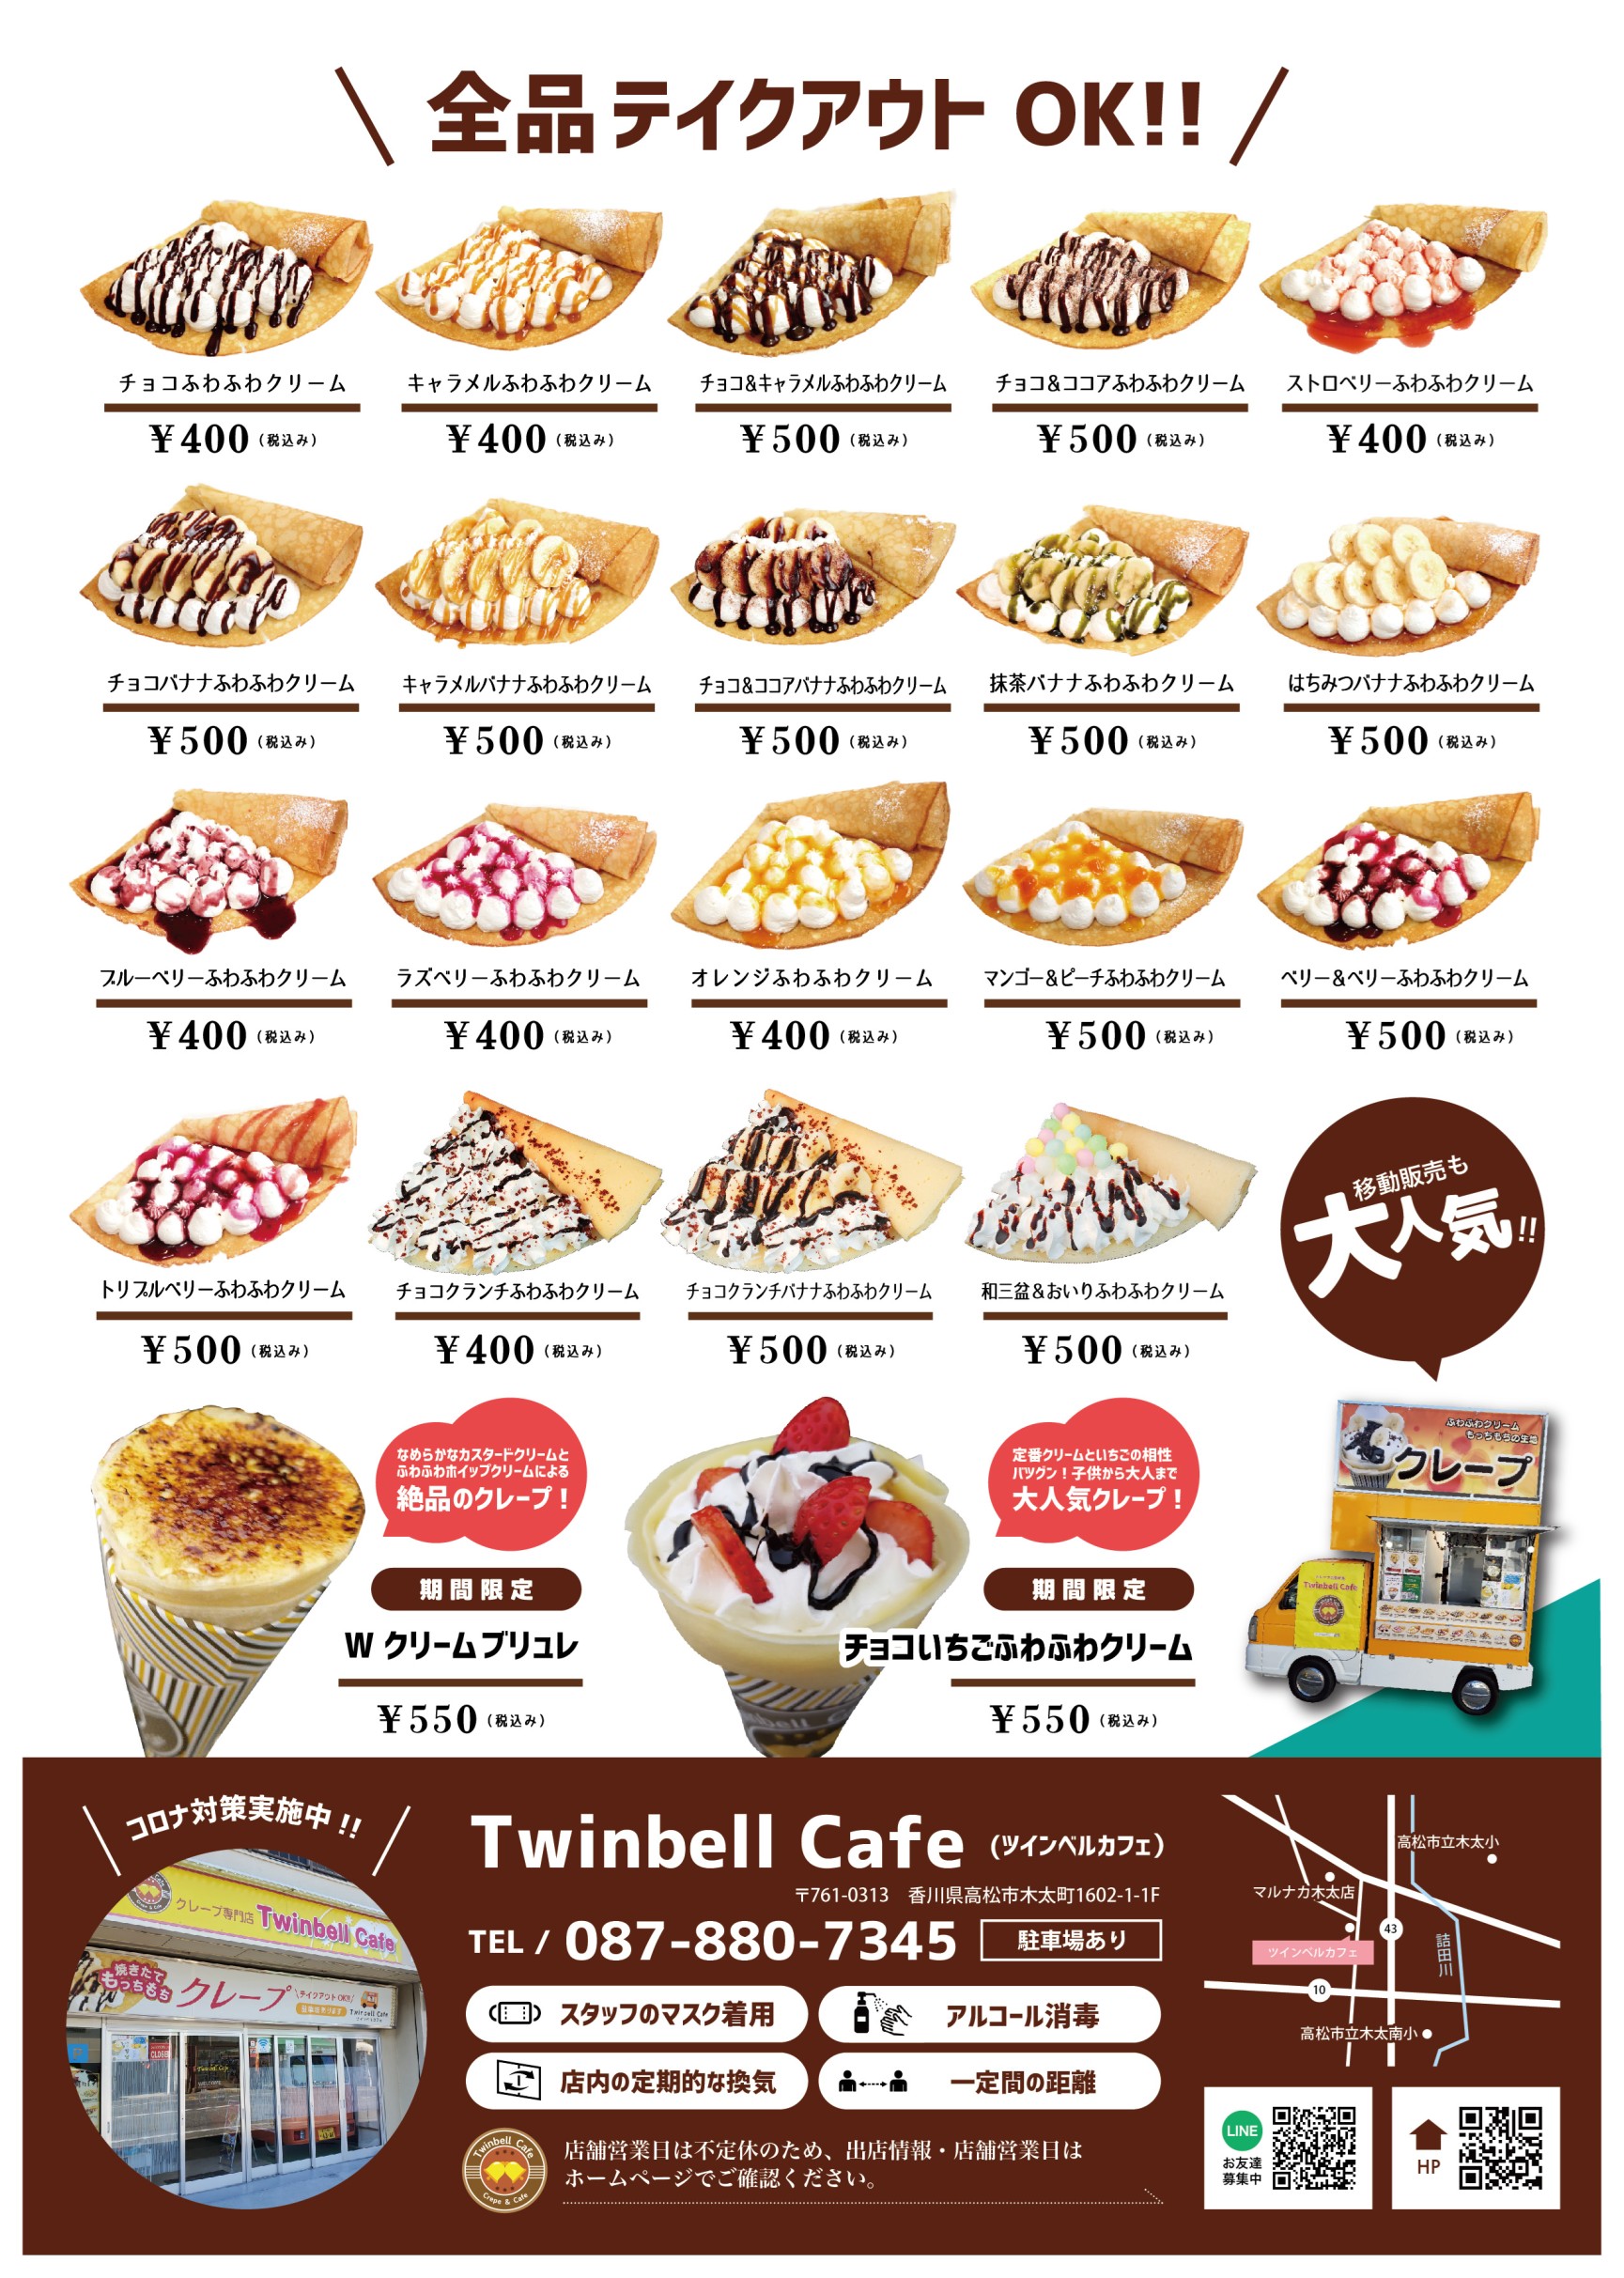 全品テイクアウト OK!!
チョコふわふわクリーム
¥400（税込み）
キャラメルふわふわクリーム
¥400（税込み）
チョコ&キャラメルふわふわクリーム
¥500（税込み）
チョコ&ココアふわふわクリーム
¥500（税込み）
ストロベリーふわふわクリーム
¥400（税込み）
チョコバナナふわふわクリーム
¥500（税込み）
キャラメルバナナふわふわクリーム
¥500（税込み）
チョコ&ココアバナナふわふわクリーム
¥500（税込み）
抹茶バナナふわふわクリーム
¥500（税込み）
はちみつバナナふわふわクリーム
¥500（税込み）
ブルーベリーふわふわクリーム
¥400（税込み）
ラズベリーふわふわクリーム
¥400（税込み）
オレンジふわふわクリーム
¥400（税込み）
マンゴー&ピーチふわふわクリーム
¥500（税込み）
ベリー&ベリーふわふわクリーム
¥500（税込み）
トリプルベリーふわふわクリーム
¥500（税込み）
チョコクランチふわふわクリーム
¥400（税込み）
チョコクランチバナナふわふわクリーム
¥500（税込み）
和三盆&おいりふわふわクリーム
¥500（税込み）
移動販売も
大人気!!
なめらかなカスタードクリームと
ふわふわホイップクリームによる
絶品のクレープ！
期間限定
W クリームブリュレ
¥550（税込み）
定番クリームといちごの相性
バツグン！子供から大人まで
大人気クレープ！
期間限定
チョコいちごふわふわクリーム
¥550（税込み）
ふわふわクリーム
もっちもちの生地
クレープ
Twinbell Cafe
コロナ対策実施中!!
クレープ専門店 Twinbell Cafe
焼きたて
もっちもち
クレープ
テイクアウトOK!!
Twinbell Cafe
Twinbell Cafe（ツインベルカフェ）
〒761-0313 香川県高松市木太町1602-1-1F
TEL / 087-880-7345
駐車場あり
スタッフのマスク着用
アルコール消毒
店内の定期的な換気
一定間の距離
Twinbell Cafe
Crepe & Cafe
店舗営業日は不定休のため、出店情報・店舗営業日は
ホームページでご確認ください。
高松市立木太小
マルナカ木太店
43
ツインベルカフェ
詰田川
10
高松市立木太南小
LINE
お友達
募集中
HP